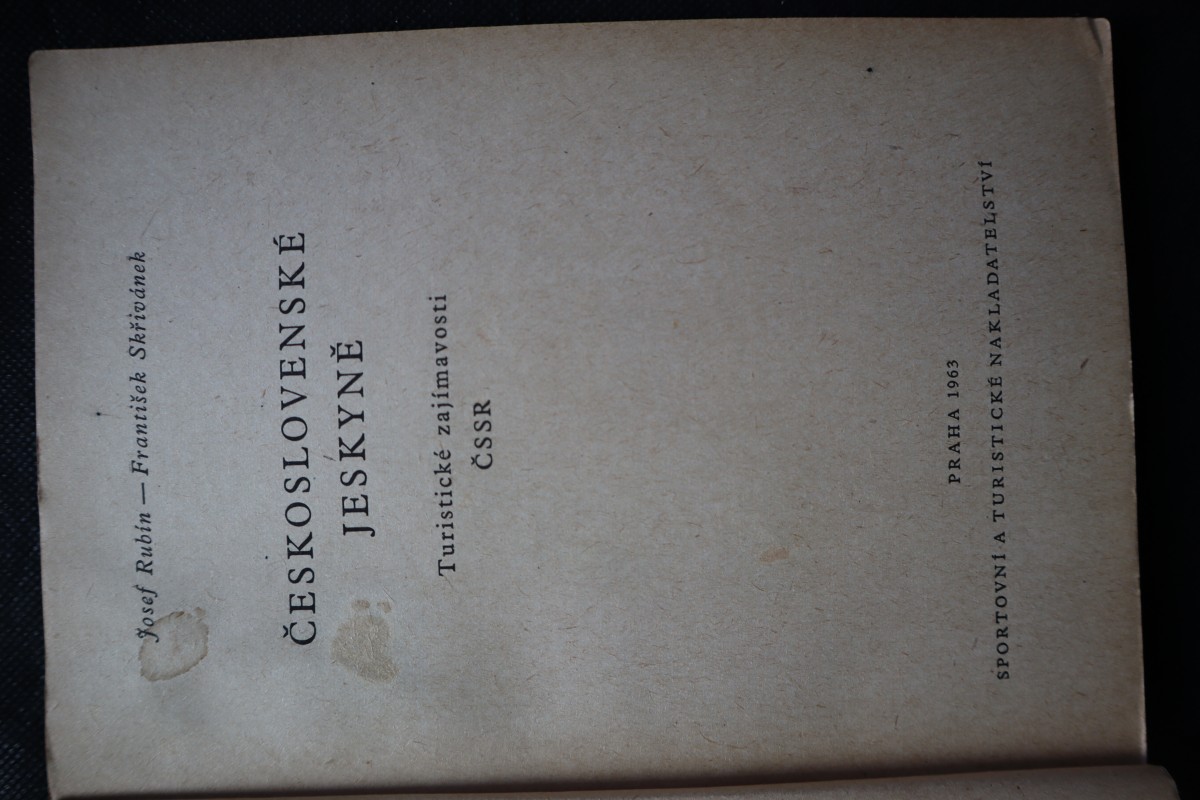 Josef Rubín — František Skřivánek
ČESKOSLOVENSKÉ
JESKYNĚ
Turistické zajímavosti
ČSSR
PRAHA 1963
SPORTOVNÍ A TURISTICKÉ NAKLADATELSTVÍ